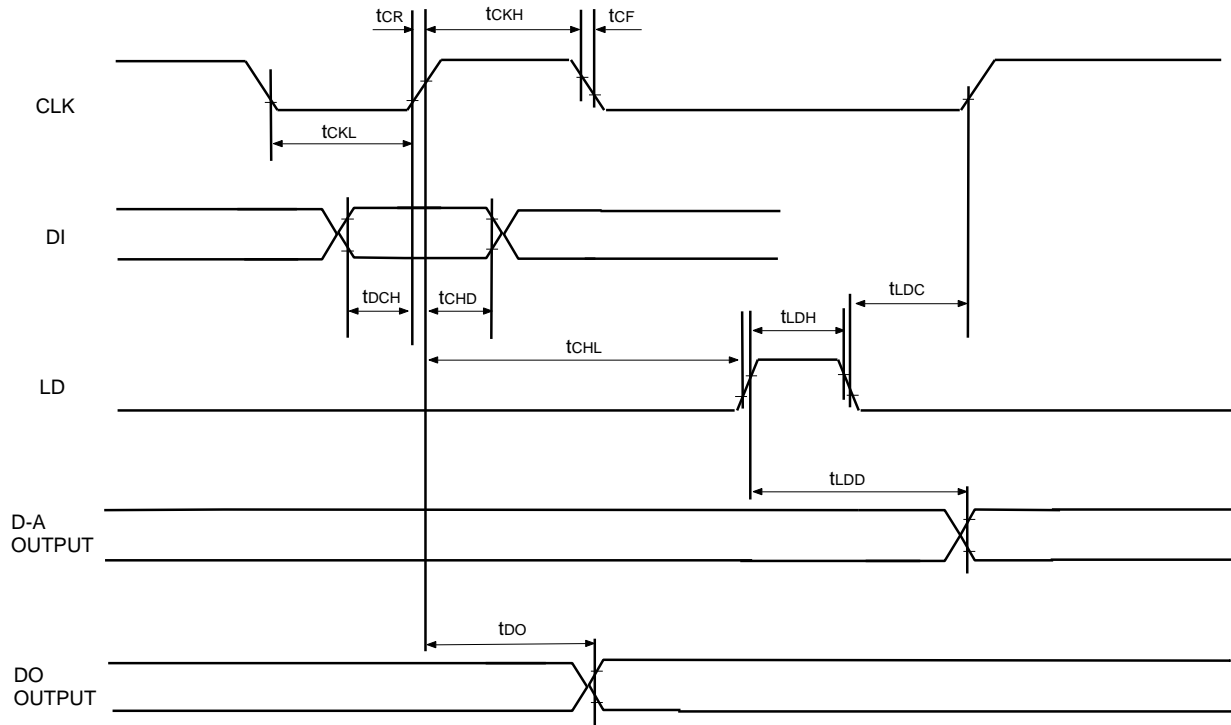 tCR
tCKH
tCF
CLK
tCKL
DI
tDCH
tCHD
tLDC
tLDH
tCHL
LD
tLDD
D-A
OUTPUT
tDO
DO
OUTPUT